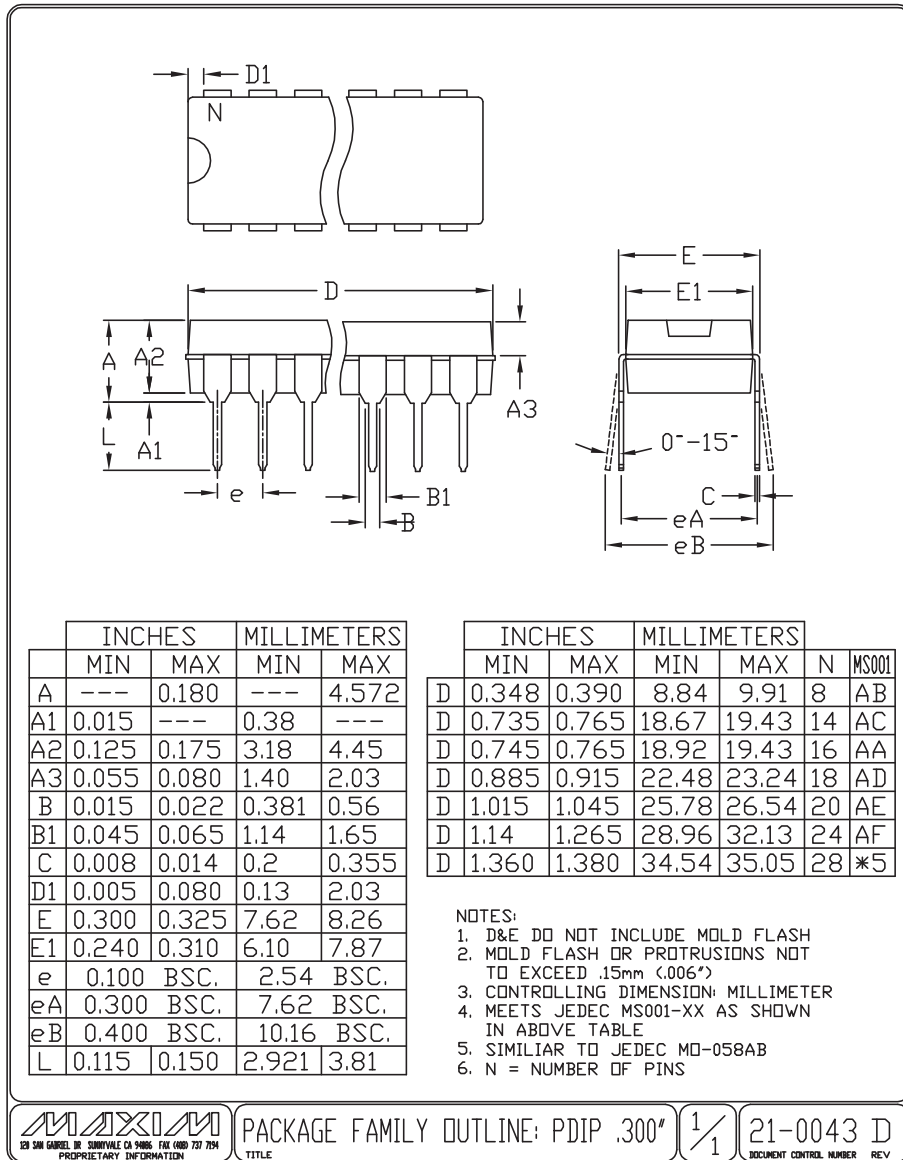 D1
N
D
E
E1
A
A2
A3
L
A1
0°-15°
e
B1
B
C
eA
eB
INCHES MILLIMETERS
MIN MAX MIN MAX
A --- 0.180 --- 4.572
A1 0.015 --- 0.38 ---
A2 0.125 0.175 3.18 4.45
A3 0.055 0.080 1.40 2.03
B 0.015 0.022 0.381 0.56
B1 0.045 0.065 1.14 1.65
C 0.008 0.014 0.2 0.355
D1 0.005 0.080 0.13 2.03
E 0.300 0.325 7.62 8.26
E1 0.240 0.310 6.10 7.87
e 0.100 BSC. 2.54 BSC.
eA 0.300 BSC. 7.62 BSC.
eB 0.400 BSC. 10.16 BSC.
L 0.115 0.150 2.921 3.81
INCHES MILLIMETERS
MIN MAX MIN MAX N MS001
D 0.348 0.390 8.84 9.91 8 AB
D 0.735 0.765 18.67 19.43 14 AC
D 0.745 0.765 18.92 19.43 16 AA
D 0.885 0.915 22.48 23.24 18 AD
D 1.015 1.045 25.78 26.54 20 AE
D 1.14 1.265 28.96 32.13 24 AF
D 1.360 1.380 34.54 35.05 28 *5
NOTES:
1. D&E DO NOT INCLUDE MOLD FLASH
2. MOLD FLASH OR PROTRUSIONS NOT
TO EXCEED .15mm (.006")
3. CONTROLLING DIMENSION: MILLIMETER
4. MEETS JEDEC MS001-XX AS SHOWN
IN ABOVE TABLE
5. SIMILIAR TO JEDEC MO-058AB
6. N = NUMBER OF PINS
MAXIM
120 SAN GABRIEL DR SUNNYVALE CA 94086 FAX (408) 737 7194
PROPRIETARY INFORMATION
PACKAGE FAMILY OUTLINE: PDIP .300"
TITLE
1/1
21-0043 D
DOCUMENT CONTROL NUMBER REV